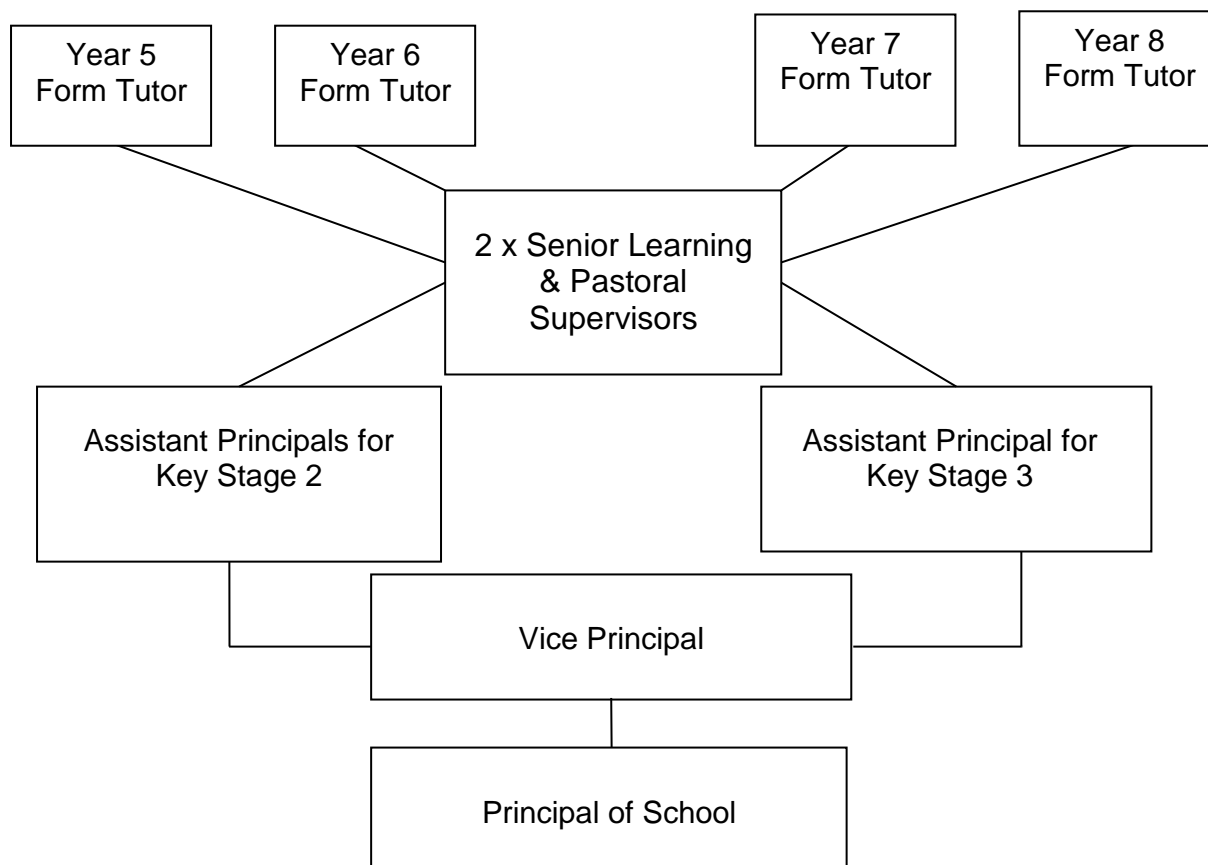 Year 5
Form Tutor
Year 6
Form Tutor
Year 7
Form Tutor
Year 8
Form Tutor
2 x Senior Learning
& Pastoral
Supervisors
Assistant Principals for
Key Stage 2
Assistant Principal for
Key Stage 3
Vice Principal
Principal of School